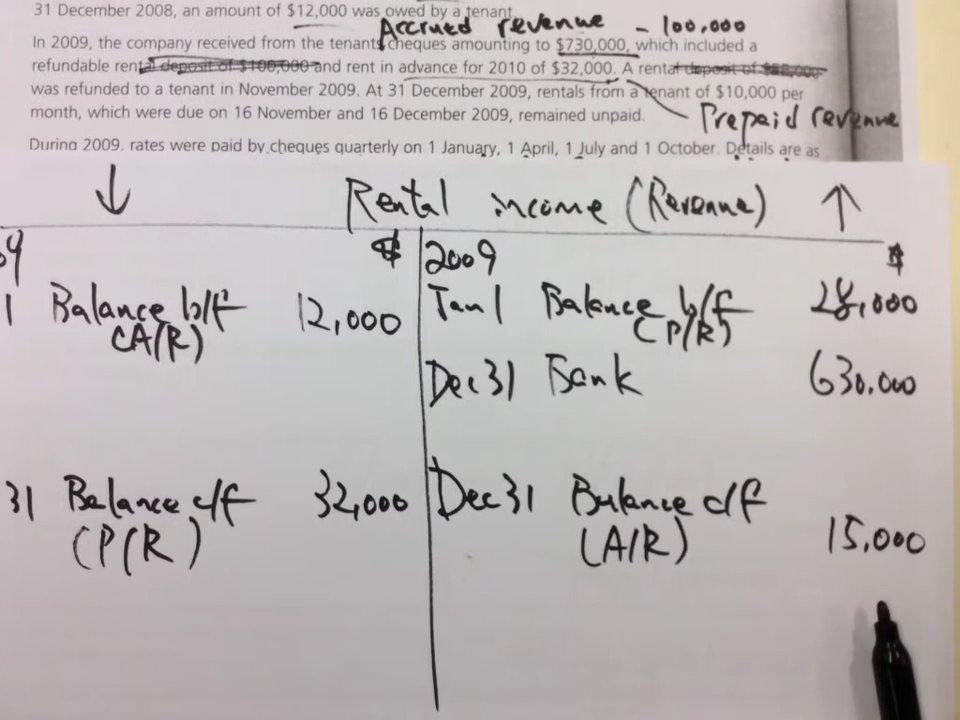 31 December 2008, an amount of $12,000 was owed by a tenant.
Accrued revenue - 100,000
In 2009, the company received from the tenants cheques amounting to $730,000, which included a
refundable rental deposit of $100,000 and rent in advance for 2010 of $32,000. A rental deposit of
was refunded to a tenant in November 2009. At 31 December 2009, rentals from a tenant of $10,000 per
month, which were due on 16 November and 16 December 2009, remained unpaid.
Prepaid revenue
During 2009, rates were paid by cheques quarterly on 1 January, 1 April, 1 July and 1 October. Details are as
↓ Rental income (Revenue) ↑
09 $ 2009 $
1 Balance b/f 12,000 Jan 1 Balance b/f 28,000
(A/R) (P/R)
Dec 31 Bank 630,000
31 Balance c/f 32,000 Dec 31 Balance c/f
(P/R) (A/R) 15,000